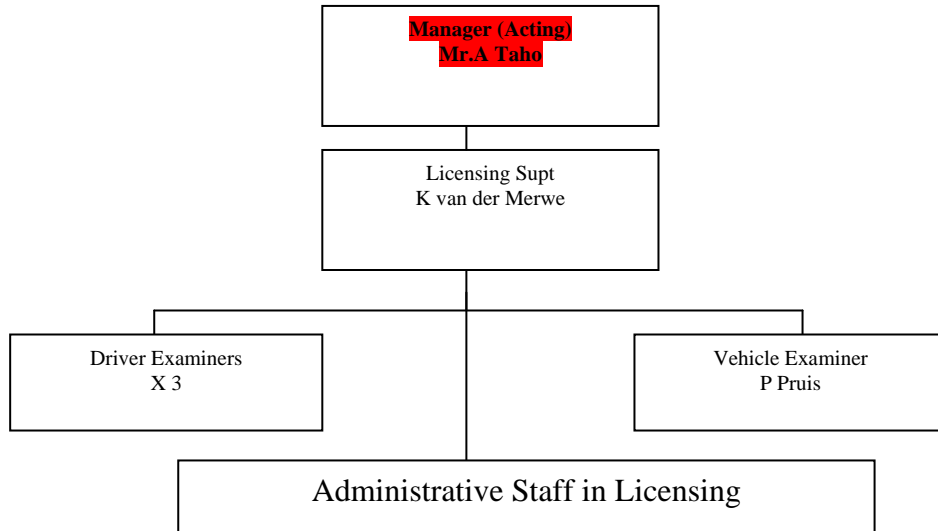 Manager (Acting)
Mr.A Taho
Licensing Supt
K van der Merwe
Driver Examiners
X 3
Vehicle Examiner
P Pruis
Administrative Staff in Licensing